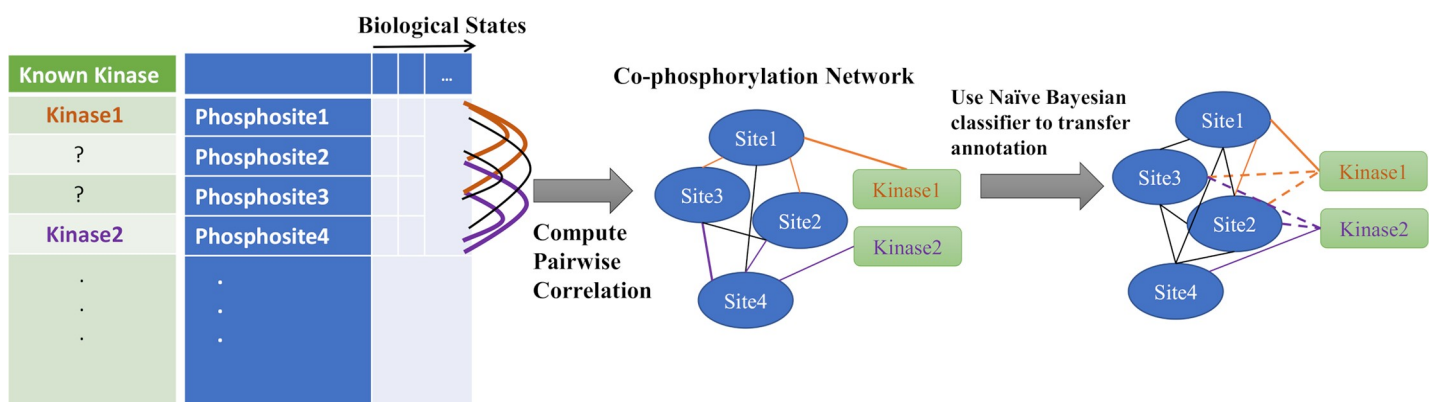 Biological States
Known Kinase
...
Kinase1
Phosphosite1
?
Phosphosite2
?
Phosphosite3
Kinase2
Phosphosite4
.
.
.
.
.
.
Compute
Pairwise
Correlation
Co-phosphorylation Network
Site1
Site3
Site2
Site4
Kinase1
Kinase2
Use Naïve Bayesian
classifier to transfer
annotation
Site1
Site3
Site2
Site4
Kinase1
Kinase2